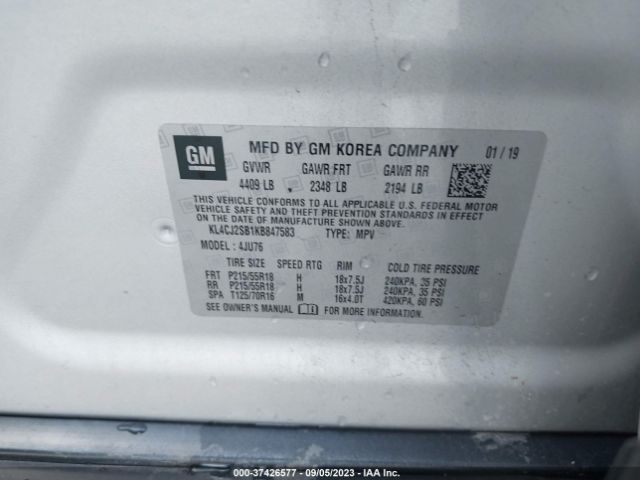 GM
MFD BY GM KOREA COMPANY 01 / 19
GVWR GAWR FRT GAWR RR
4409 LB 2348 LB 2194 LB
THIS VEHICLE CONFORMS TO ALL APPLICABLE U.S. FEDERAL MOTOR
VEHICLE SAFETY AND THEFT PREVENTION STANDARDS IN EFFECT
ON THE DATE OF MANUFACTURE SHOWN ABOVE.
KL4CJ2SB1KB847583 TYPE: MPV
MODEL : 4JU76
TIRE SIZE SPEED RTG RIM COLD TIRE PRESSURE
FRT P215/55R18 H 18x7.5J 240KPA, 35 PSI
RR P215/55R18 H 18x7.5J 240KPA, 35 PSI
SPA T125/70R16 M 16x4.0T 420KPA, 60 PSI
SEE OWNER'S MANUAL FOR MORE INFORMATION.
000-37426577 - 09/05/2023 - IAA Inc.